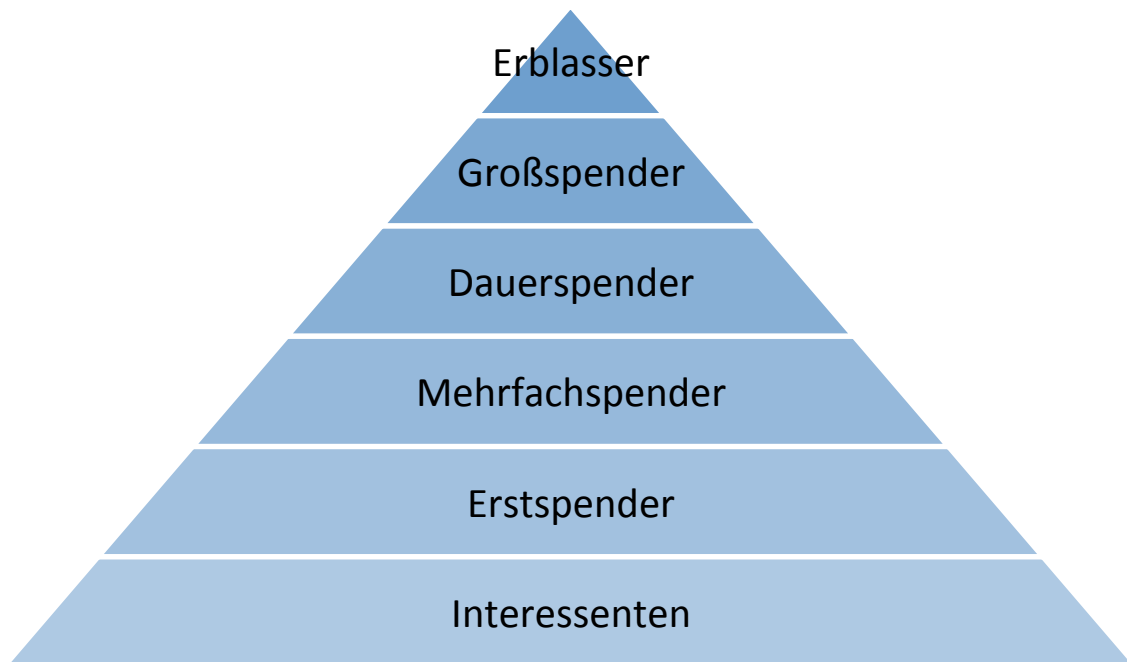 Erblasser
Großspender
Dauerspender
Mehrfachspender
Erstspender
Interessenten